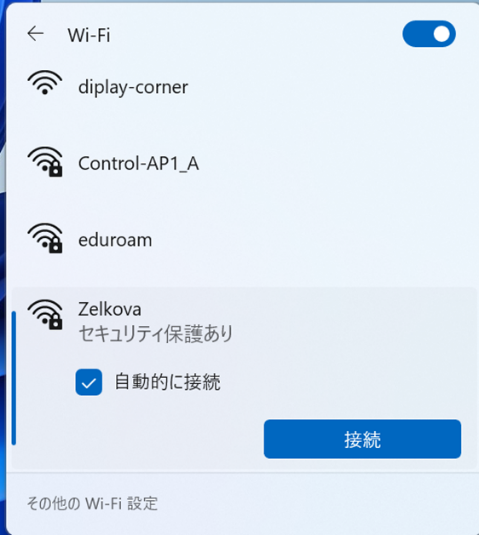 Wi-Fi
diplay-corner
Control-AP1_A
eduroam
Zelkova
セキュリティ保護あり
自動的に接続
接続
その他の Wi-Fi 設定